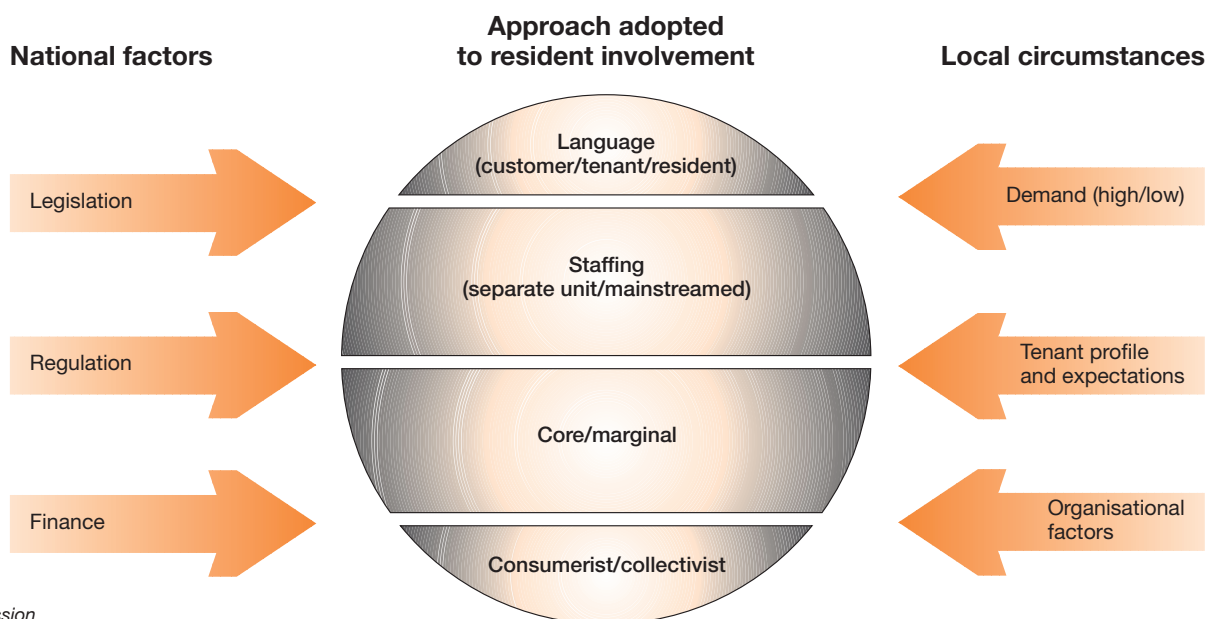 National factors
Approach adopted
to resident involvement
Local circumstances
Legislation
Regulation
Finance
Language
(customer/tenant/resident)
Staffing
(separate unit/mainstreamed)
Core/marginal
Consumerist/collectivist
Demand (high/low)
Tenant profile
and expectations
Organisational
factors